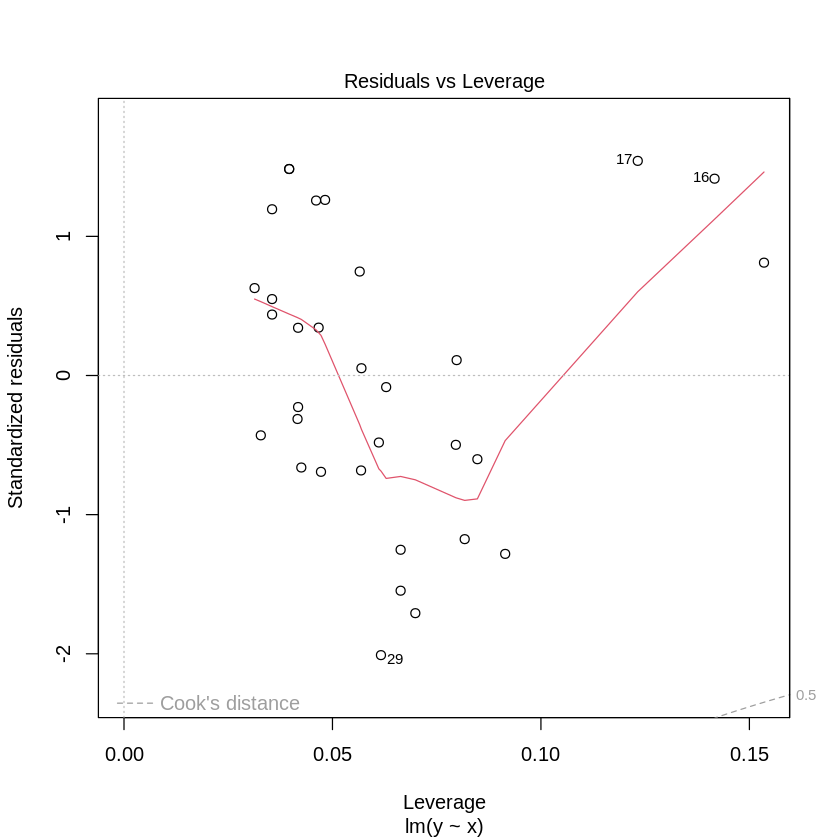 Residuals vs Leverage
17
16
1
0
-1
-2
Standardized residuals
29
Cook's distance
0.5
0.00 0.05 0.10 0.15
Leverage
lm(y ~ x)